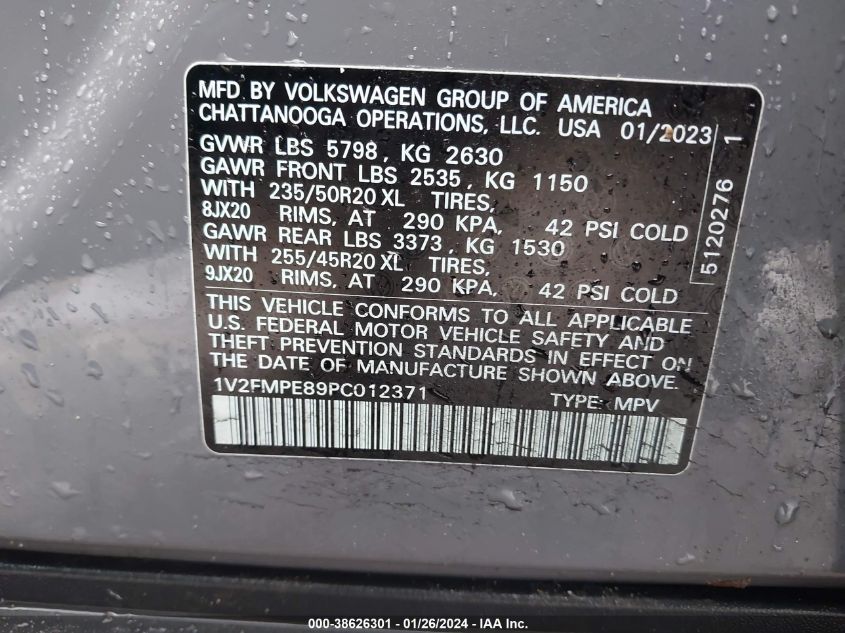 MFD. BY VOLKSWAGEN GROUP OF AMERICA
CHATTANOOGA OPERATIONS, LLC. USA 01/2023
GVWR LBS 5798, KG 2630
GAWR FRONT LBS 2535, KG 1150
WITH 235/50R20 XL TIRES,
8JX20 RIMS, AT 290 KPA, 42 PSI COLD
GAWR REAR LBS 3373, KG 1530
WITH 255/45R20 XL TIRES,
9JX20 RIMS, AT 290 KPA, 42 PSI COLD
THIS VEHICLE CONFORMS TO ALL APPLICABLE
U.S. FEDERAL MOTOR VEHICLE SAFETY AND
THEFT PREVENTION STANDARDS IN EFFECT ON
THE DATE OF MANUFACTURE SHOWN ABOVE.
1V2FMPE89PC012371 TYPE: MPV
5120276 1
000-38626301 - 01/26/2024 - IAA Inc.